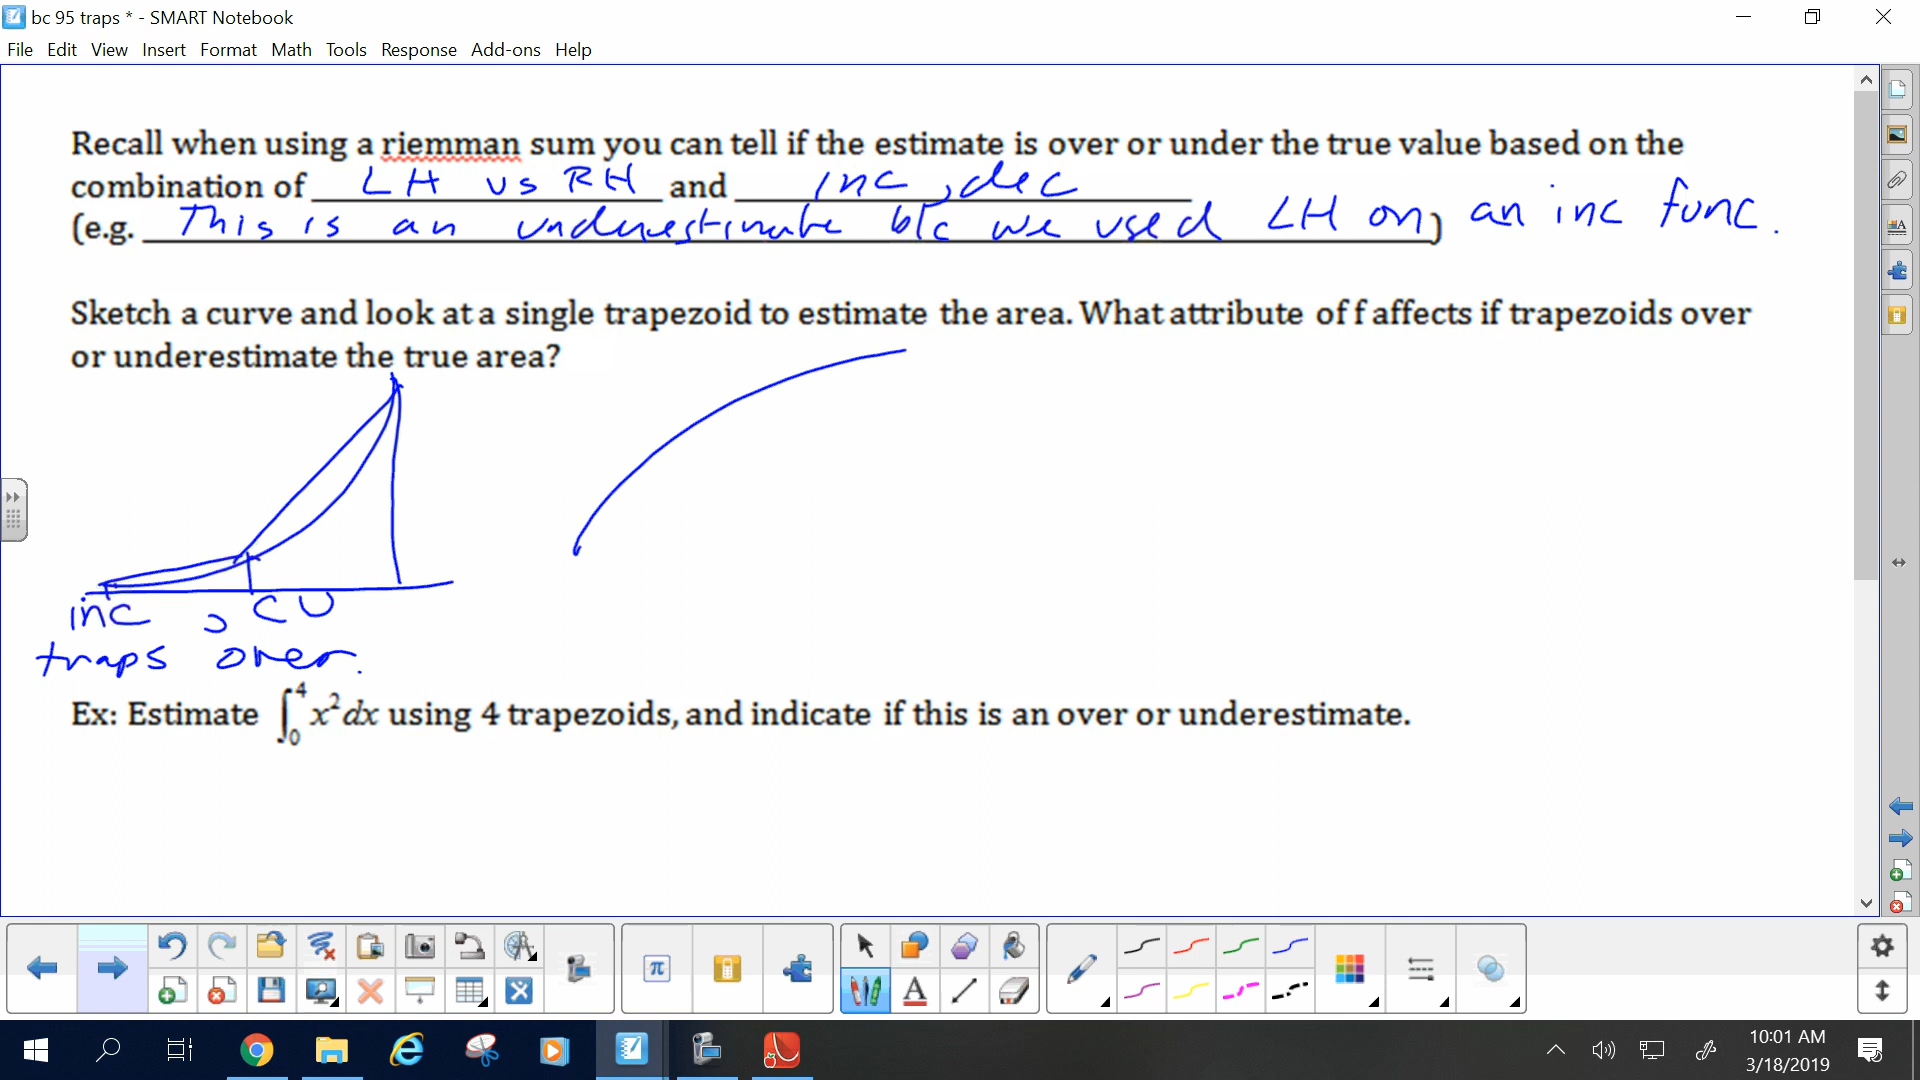 bc 95 traps * - SMART Notebook
File Edit View Insert Format Math Tools Response Add-ons Help
Recall when using a riemman sum you can tell if the estimate is over or under the true value based on the
combination of LH vs RH and inc, dec
(e.g. This is an underestimate b/c we used LH on) an inc func.
Sketch a curve and look at a single trapezoid to estimate the area. What attribute of f affects if trapezoids over
or underestimate the true area?
inc, CU
traps over.
Ex: Estimate ∫₀⁴ x² dx using 4 trapezoids, and indicate if this is an over or underestimate.
10:01 AM
3/18/2019